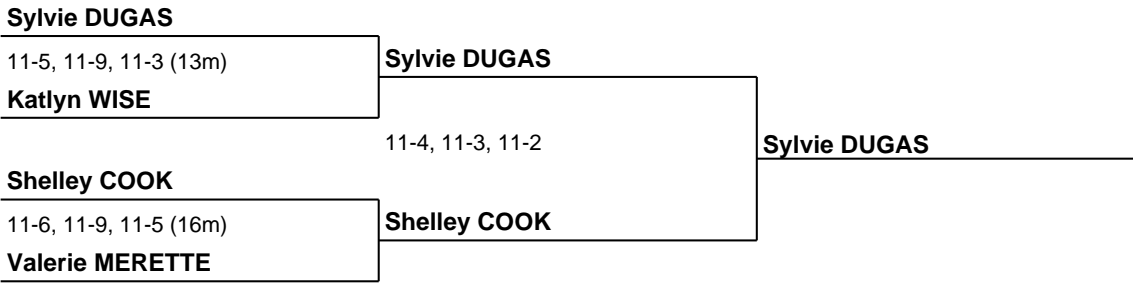 Sylvie DUGAS
11-5, 11-9, 11-3 (13m)
Sylvie DUGAS
Katlyn WISE
11-4, 11-3, 11-2
Sylvie DUGAS
Shelley COOK
11-6, 11-9, 11-5 (16m)
Shelley COOK
Valerie MERETTE